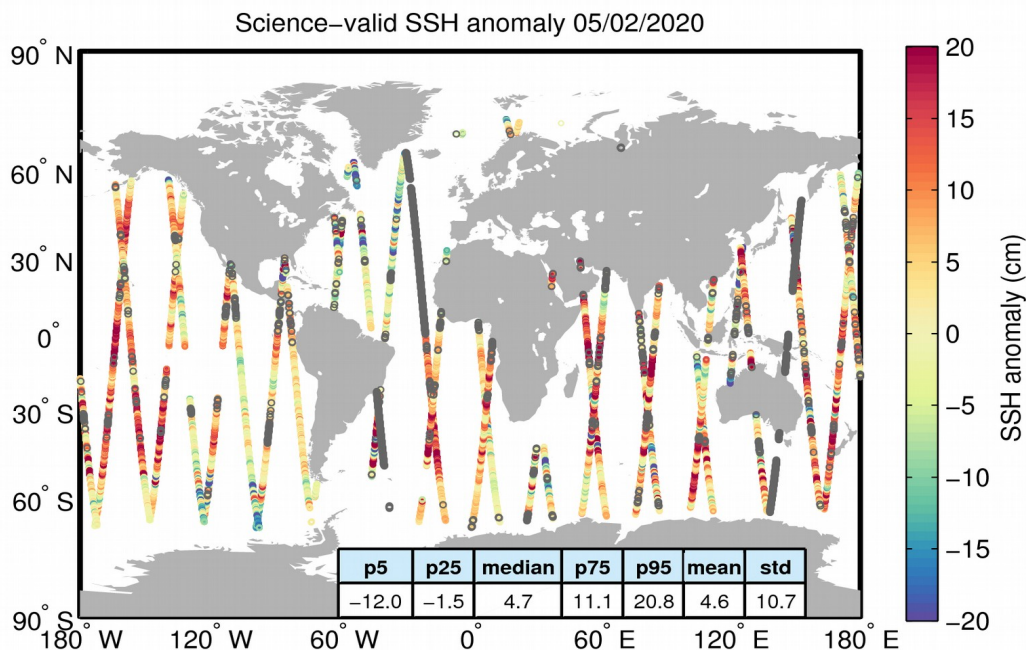 Science−valid SSH anomaly 05/02/2020
90° N
60° N
30° N
0°
30° S
60° S
90° S
180° W 120° W 60° W 0° 60° E 120° E 180° E
p5 p25 median p75 p95 mean std
−12.0 −1.5 4.7 11.1 20.8 4.6 10.7
20
15
10
5
0
−5
−10
−15
−20
SSH anomaly (cm)